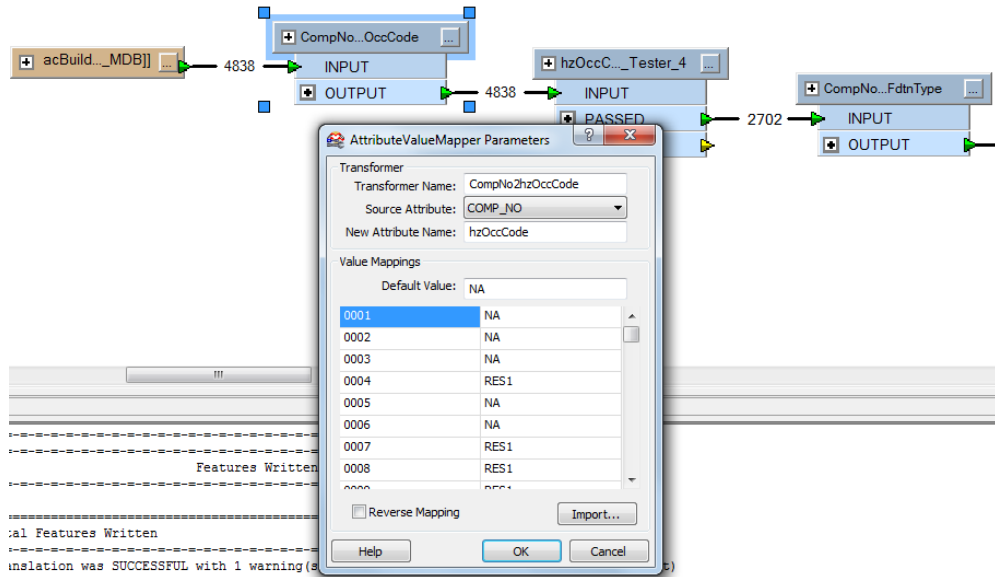 CompNo...OccCode ...
acBuild..._MDB]] ...
4838
INPUT
OUTPUT
4838
hzOccC..._Tester_4 ...
INPUT
PASSED
2702
CompNo...FdtnType ...
INPUT
OUTPUT
AttributeValueMapper Parameters
Transformer
Transformer Name: CompNo2hzOccCode
Source Attribute: COMP_NO
New Attribute Name: hzOccCode
Value Mappings
Default Value: NA
0001 NA
0002 NA
0003 NA
0004 RES1
0005 NA
0006 NA
0007 RES1
0008 RES1
Reverse Mapping
Import...
Help OK Cancel
=-=-=-=-=-=-=-=-=-=-=-=-=-=-=-=-=-=-=-=-=
Features Written
tal Features Written
anslation was SUCCESSFUL with 1 warning(s
t)